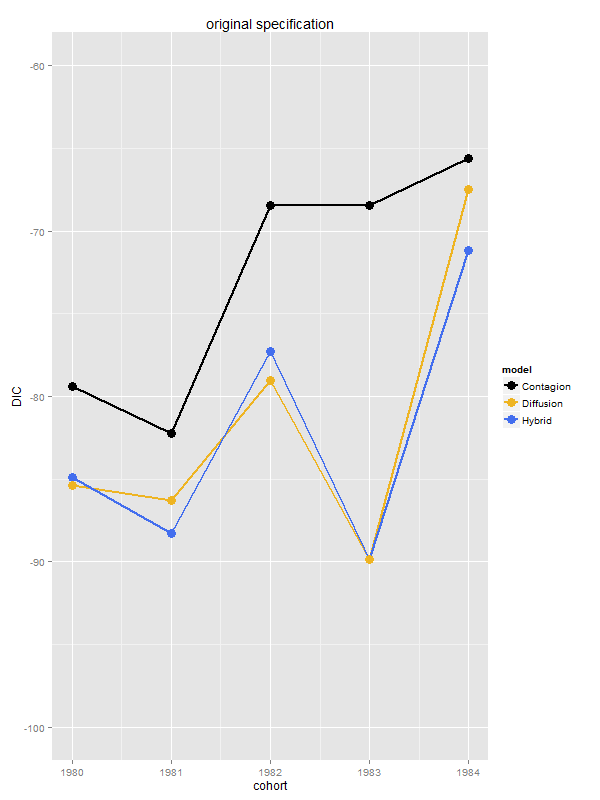 original specification
-60
-70
-80
-90
-100
DIC
1980 1981 1982 1983 1984
cohort
model
Contagion
Diffusion
Hybrid